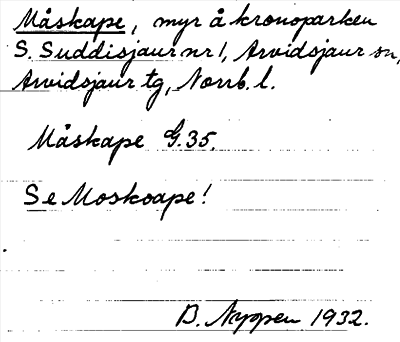 Måskape, myr å kronoparken
S. Suddisjaur nr 1, Arvidsjaur sn,
Arvidsjaur tg, Norrb. l.
Måskape G.35.
Se Moskoape!
B. Nyppen 1932.